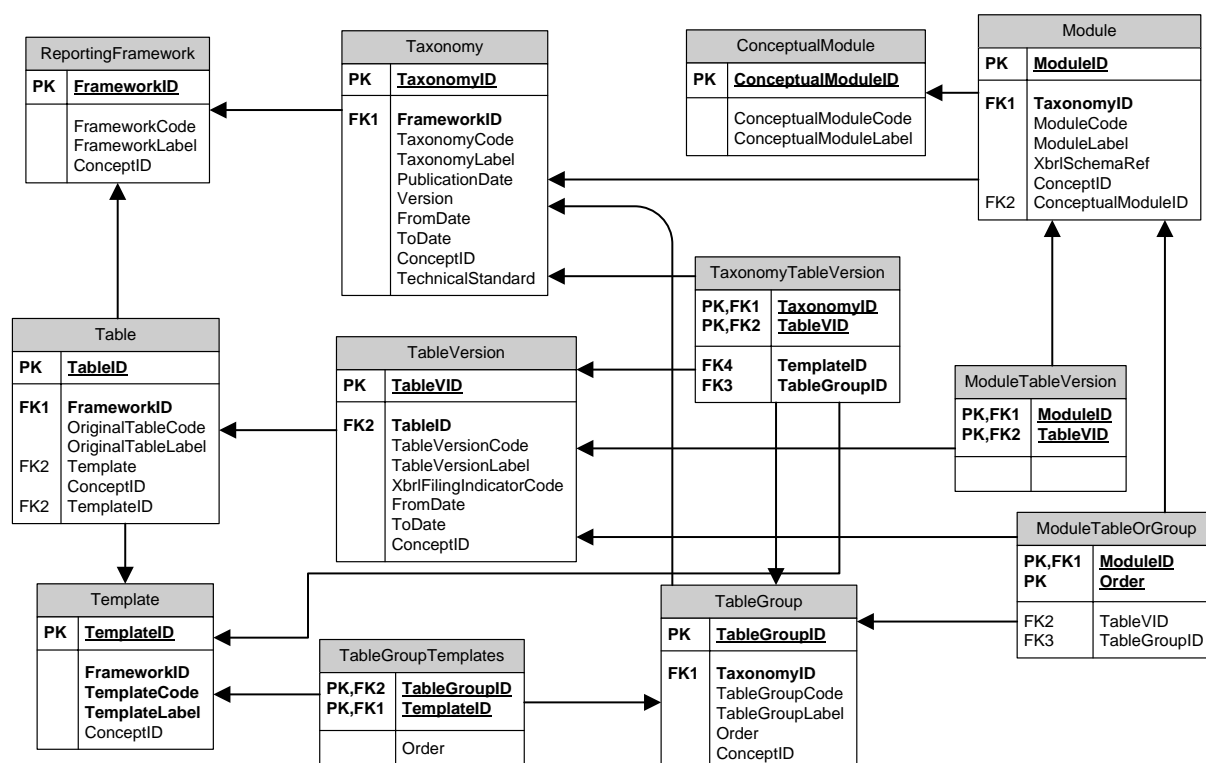 ReportingFramework
PK FrameworkID
FrameworkCode
FrameworkLabel
ConceptID
Taxonomy
PK TaxonomyID
FK1 FrameworkID
TaxonomyCode
TaxonomyLabel
PublicationDate
Version
FromDate
ToDate
ConceptID
TechnicalStandard
ConceptualModule
PK ConceptualModuleID
ConceptualModuleCode
ConceptualModuleLabel
Module
PK ModuleID
FK1 TaxonomyID
ModuleCode
ModuleLabel
XbrlSchemaRef
ConceptID
FK2 ConceptualModuleID
TaxonomyTableVersion
PK,FK1 TaxonomyID
PK,FK2 TableVID
FK4 TemplateID
FK3 TableGroupID
Table
PK TableID
FK1 FrameworkID
OriginalTableCode
OriginalTableLabel
FK2 Template
ConceptID
FK2 TemplateID
TableVersion
PK TableVID
FK2 TableID
TableVersionCode
TableVersionLabel
XbrlFilingIndicatorCode
FromDate
ToDate
ConceptID
ModuleTableVersion
PK,FK1 ModuleID
PK,FK2 TableVID
ModuleTableOrGroup
PK,FK1 ModuleID
PK Order
FK2 TableVID
FK3 TableGroupID
Template
PK TemplateID
FrameworkID
TemplateCode
TemplateLabel
ConceptID
TableGroupTemplates
PK,FK2 TableGroupID
PK,FK1 TemplateID
Order
TableGroup
PK TableGroupID
FK1 TaxonomyID
TableGroupCode
TableGroupLabel
Order
ConceptID